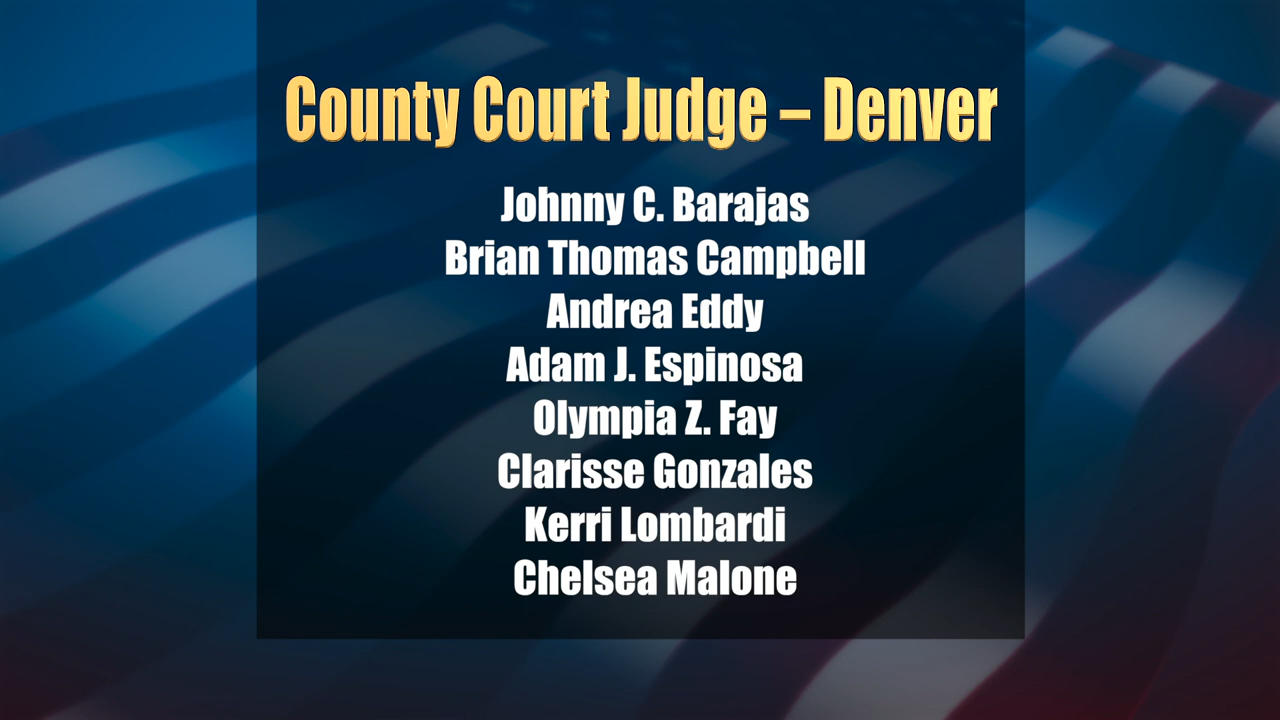 County Court Judge – Denver
Johnny C. Barajas
Brian Thomas Campbell
Andrea Eddy
Adam J. Espinosa
Olympia Z. Fay
Clarisse Gonzales
Kerri Lombardi
Chelsea Malone